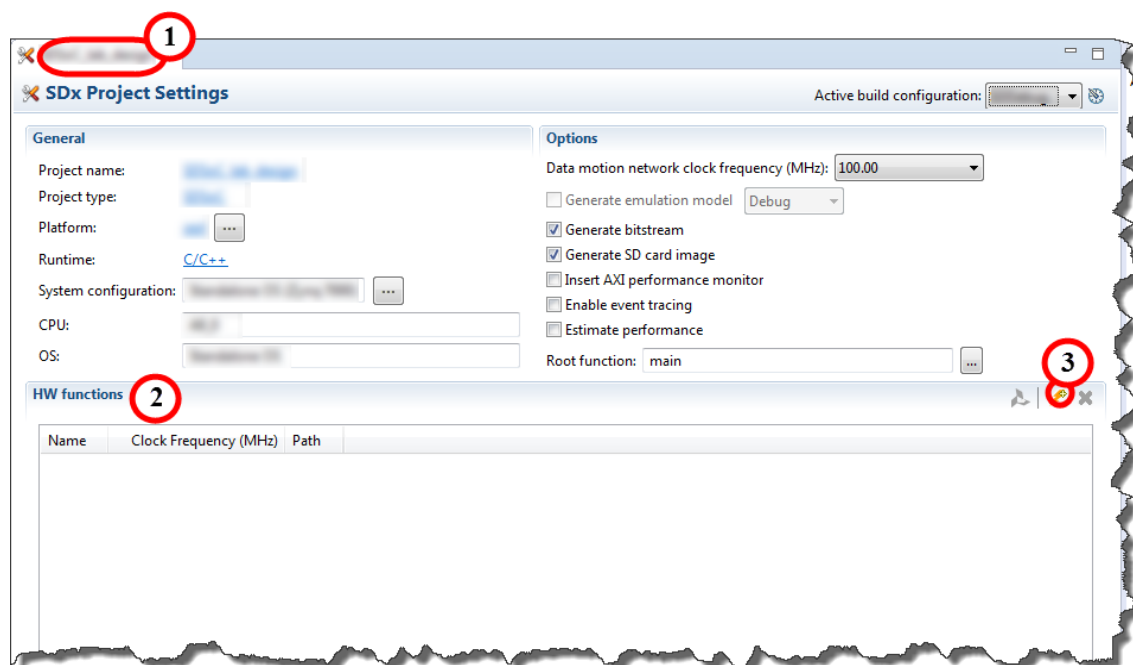 1
SDx Project Settings
Active build configuration:
General
Options
Project name:
Data motion network clock frequency (MHz): 100.00
Project type:
Generate emulation model Debug
Platform: ...
Generate bitstream
Runtime: C/C++
Generate SD card image
System configuration: ...
Insert AXI performance monitor
Enable event tracing
CPU:
Estimate performance
OS:
Root function: main ...
3
HW functions 2
Name Clock Frequency (MHz) Path